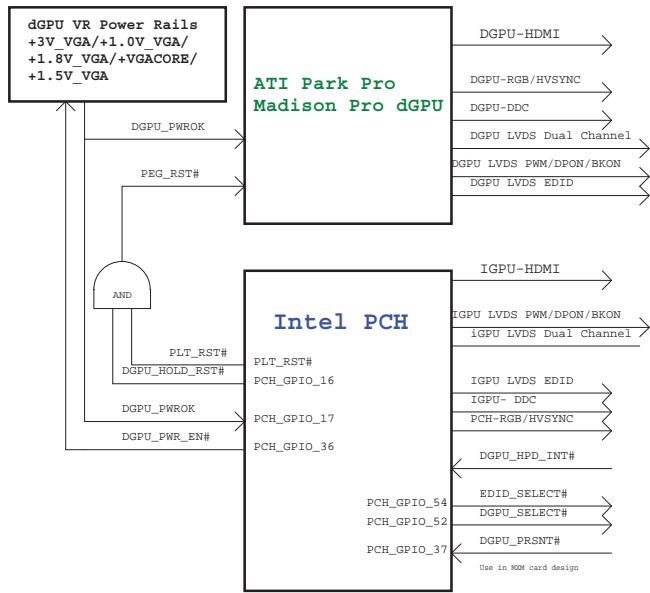 dGPU VR Power Rails
+3V_VGA/+1.0V_VGA/
+1.8V_VGA/+VGACORE/
+1.5V_VGA
ATI Park Pro
Madison Pro dGPU
DGPU-HDMI
DGPU-RGB/HVSYNC
DGPU-DDC
DGPU LVDS Dual Channel
DGPU LVDS PWM/DPON/BKON
DGPU LVDS EDID
DGPU_PWROK
PEG_RST#
AND
Intel PCH
IGPU-HDMI
IGPU LVDS PWM/DPON/BKON
iGPU LVDS Dual Channel
PLT_RST#
DGPU_HOLD_RST#
DGPU_PWROK
DGPU_PWR_EN#
PLT_RST#
PCH_GPIO_16
PCH_GPIO_17
PCH_GPIO_36
IGPU LVDS EDID
IGPU- DDC
PCH-RGB/HVSYNC
DGPU_HPD_INT#
PCH_GPIO_54
PCH_GPIO_52
PCH_GPIO_37
EDID_SELECT#
DGPU_SELECT#
DGPU_PRSNT#
Use in MXM card design